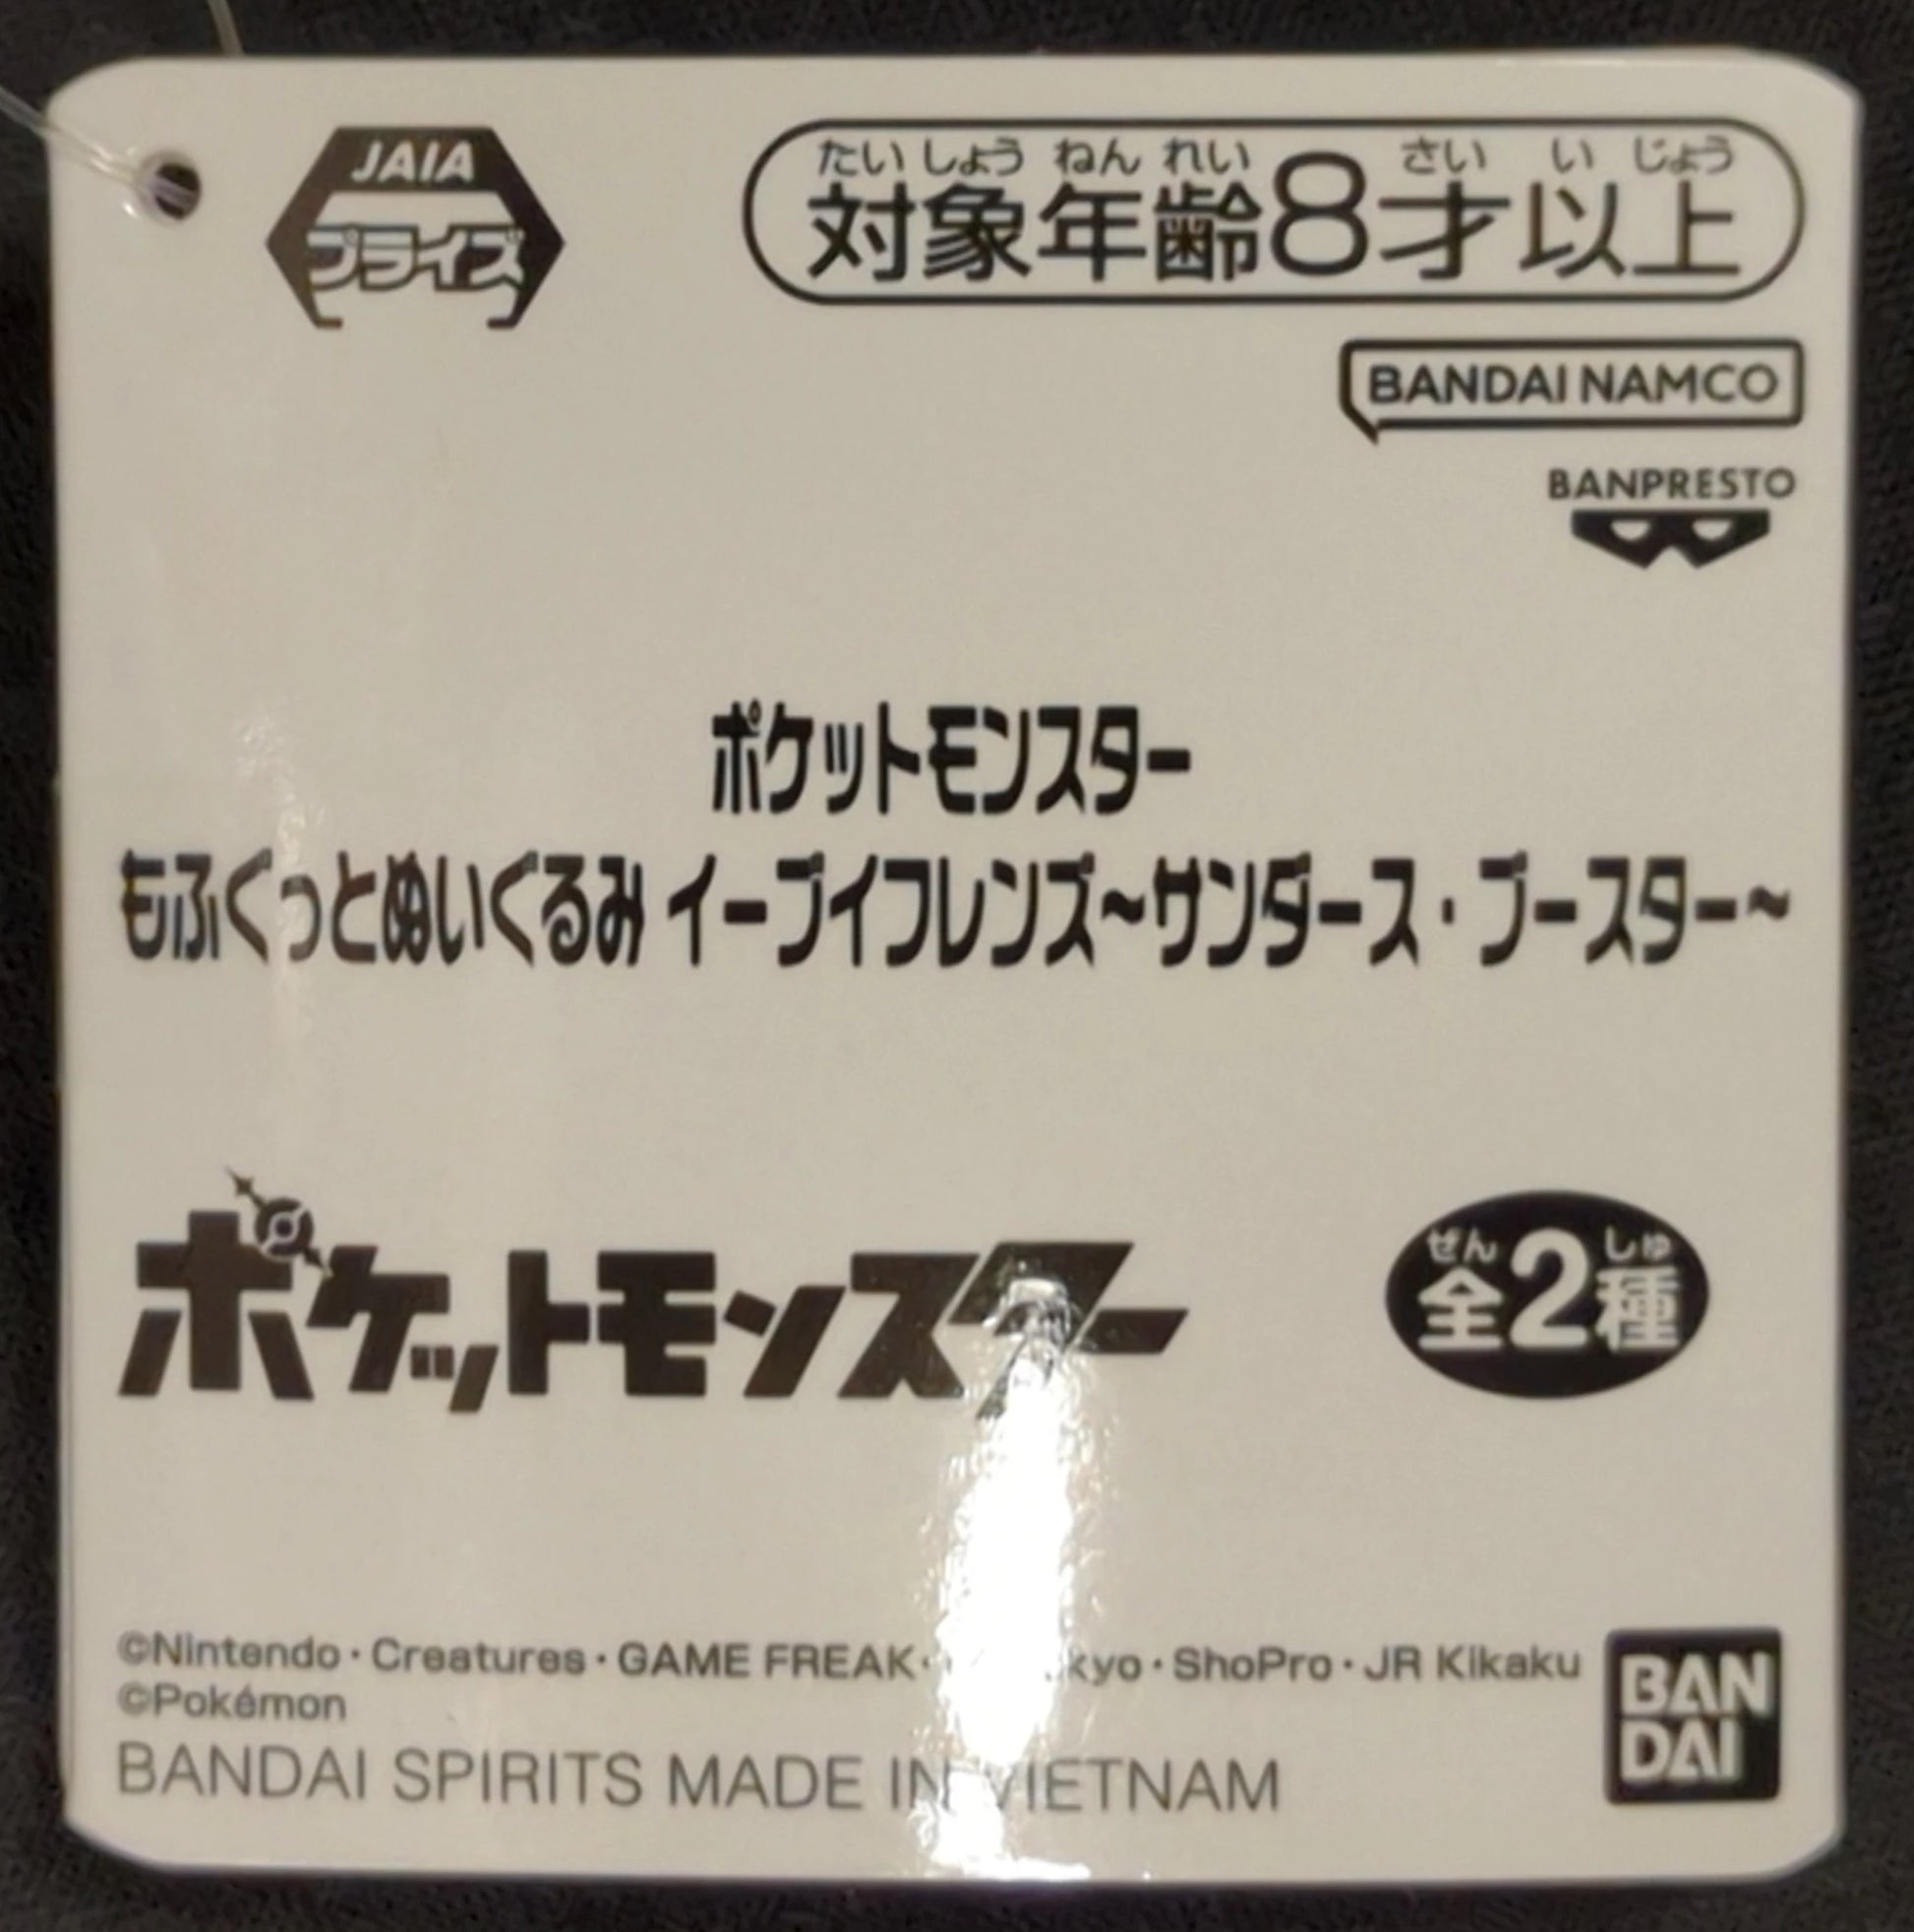 JAIA
プライズ
たいしょうねんれい さいいじょう
対象年齢8才以上
BANDAI NAMCO
BANPRESTO
ポケットモンスター
もふぐっとぬいぐるみ イーブイフレンズ~サンダース・ブースター~
ポケットモンスター
ぜん しゅ
全2種
©Nintendo・Creatures・GAME FREAK・ ・ShoPro・JR Kikaku
©Pokémon
BANDAI SPIRITS MADE IN VIETNAM
BAN
DAI